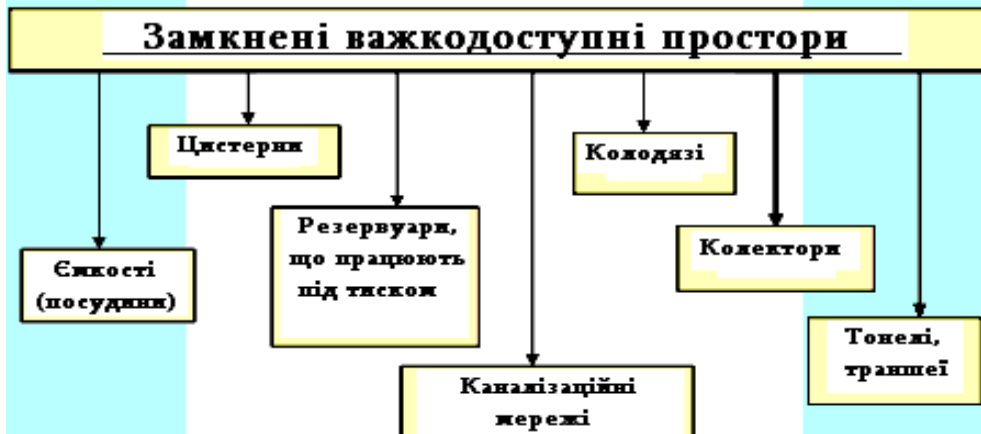 Замкнені важкодоступні простори
Цистерни
Колодязі
Резервуари,
що працюють
під тиском
Колектори
Ємкості
(посудини)
Тонелі,
траншеї
Каналізаційні
мережі